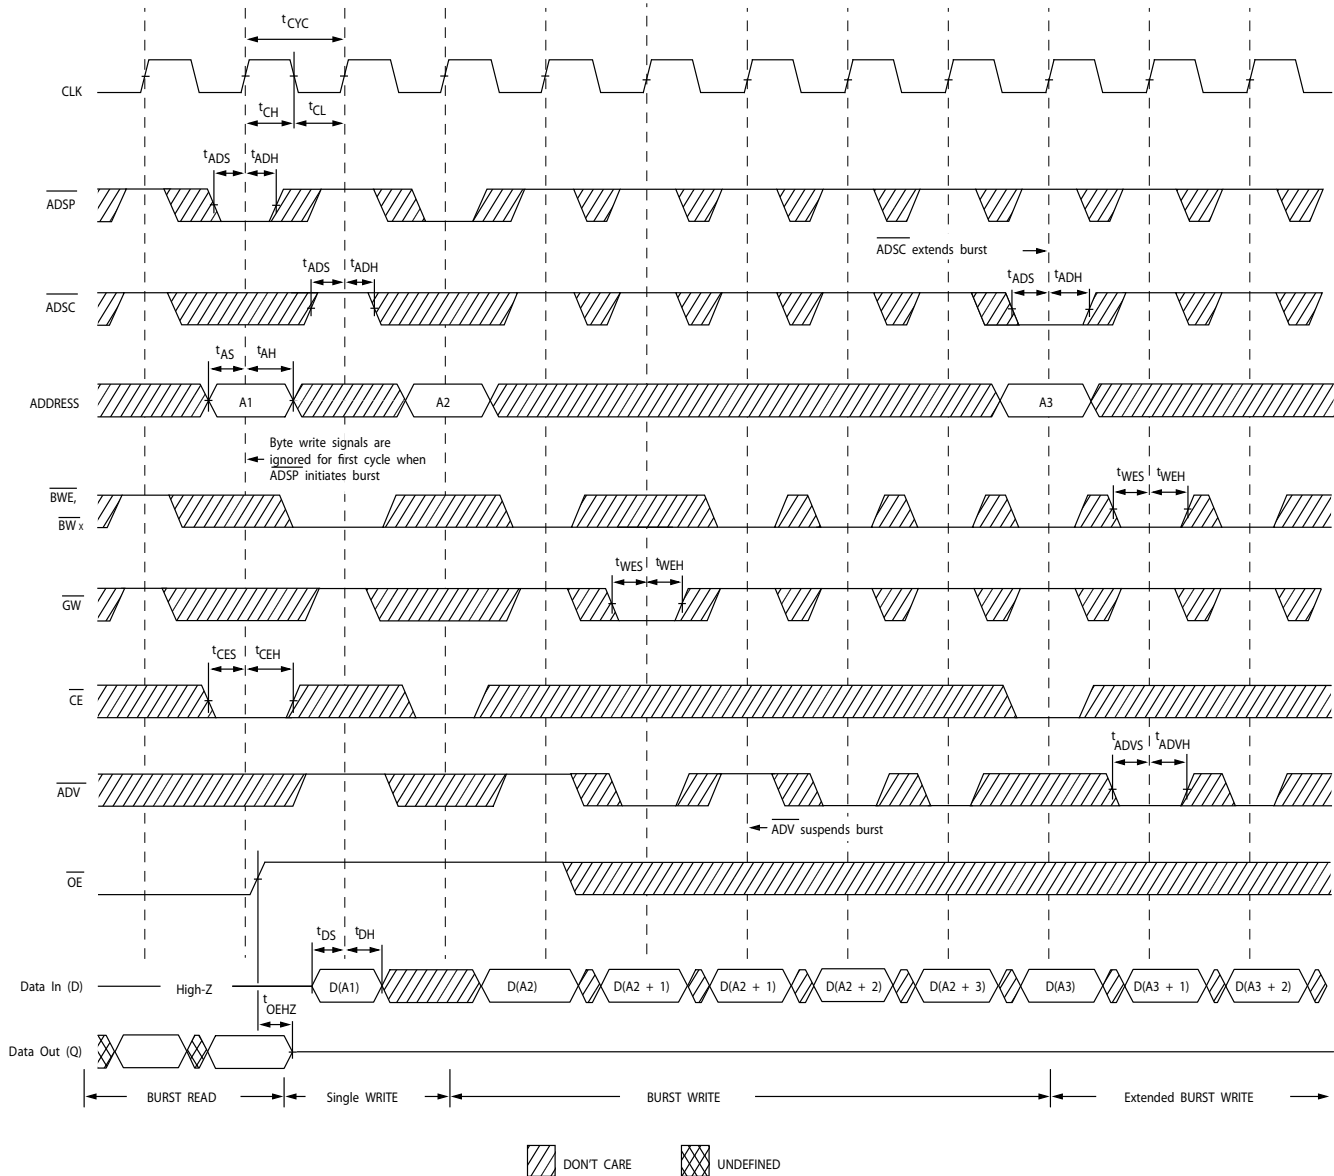 tCYC
CLK
tCH
tCL
tADS
tADH
ADSP
ADSC extends burst
tADS
tADH
tADS
tADH
ADSC
tAS
tAH
ADDRESS
A1
A2
A3
Byte write signals are
ignored for first cycle when
ADSP initiates burst
tWES
tWEH
BWE,
BW x
tWES
tWEH
GW
tCES
tCEH
CE
tADVS
tADVH
ADV
ADV suspends burst
OE
tDS
tDH
Data In (D)
High-Z
D(A1)
D(A2)
D(A2 + 1)
D(A2 + 1)
D(A2 + 2)
D(A2 + 3)
D(A3)
D(A3 + 1)
D(A3 + 2)
tOEHZ
Data Out (Q)
BURST READ
Single WRITE
BURST WRITE
Extended BURST WRITE
DON'T CARE
UNDEFINED